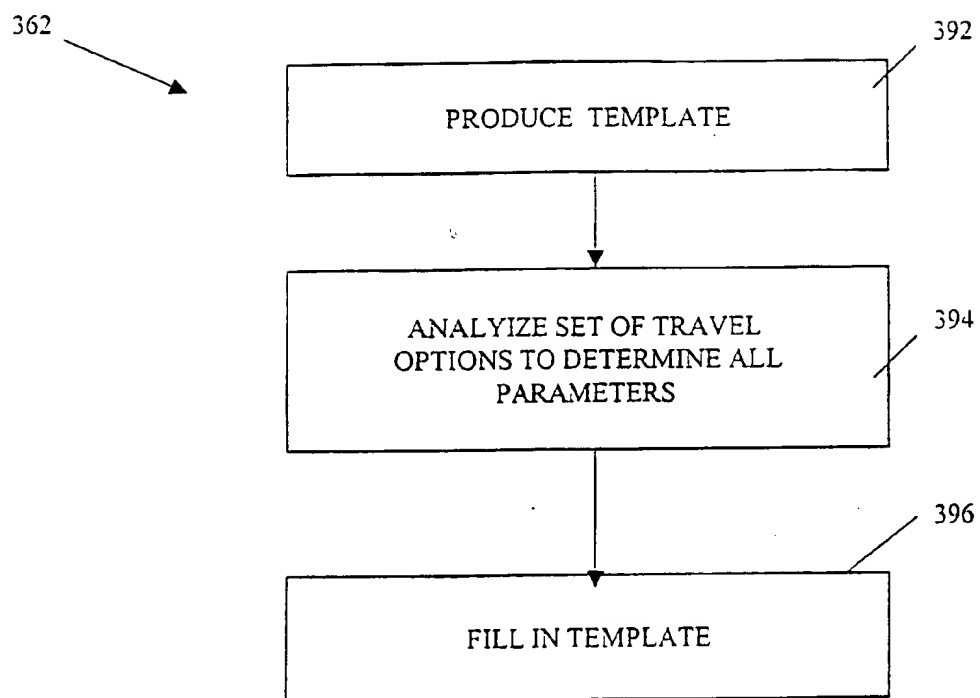 362
392
PRODUCE TEMPLATE
ANALYIZE SET OF TRAVEL
OPTIONS TO DETERMINE ALL
PARAMETERS
394
396
FILL IN TEMPLATE